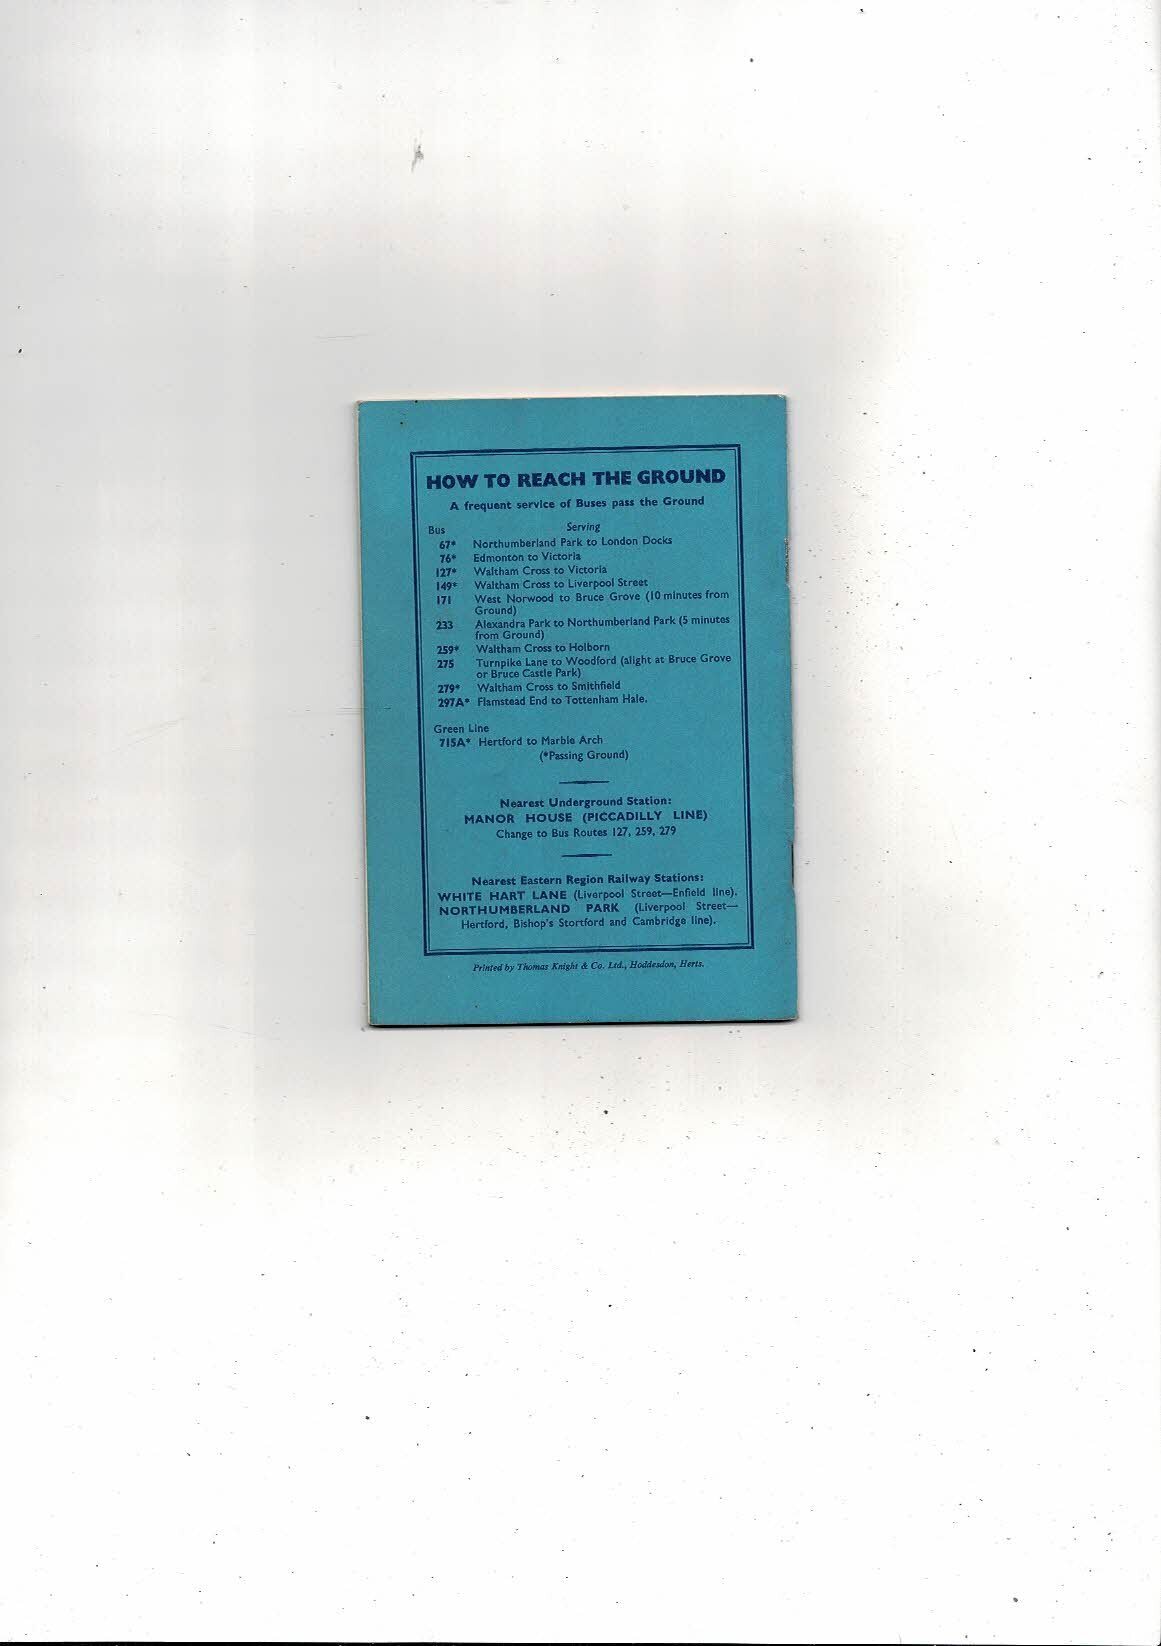 HOW TO REACH THE GROUND
A frequent service of Buses pass the Ground
Bus Serving
67* Northumberland Park to London Docks
76* Edmonton to Victoria
127* Waltham Cross to Victoria
149* Waltham Cross to Liverpool Street
171 West Norwood to Bruce Grove (10 minutes from
Ground)
233 Alexandra Park to Northumberland Park (5 minutes
from Ground)
259* Waltham Cross to Holborn
275 Turnpike Lane to Woodford (alight at Bruce Grove
or Bruce Castle Park)
279* Waltham Cross to Smithfield
297A* Flamstead End to Tottenham Hale.
Green Line
715A* Hertford to Marble Arch
(*Passing Ground)
Nearest Underground Station:
MANOR HOUSE (PICCADILLY LINE)
Change to Bus Routes 127, 259, 279
Nearest Eastern Region Railway Stations:
WHITE HART LANE (Liverpool Street—Enfield line).
NORTHUMBERLAND PARK (Liverpool Street—
Hertford, Bishop's Stortford and Cambridge line).
Printed by Thomas Knight & Co. Ltd., Hoddesdon, Herts.